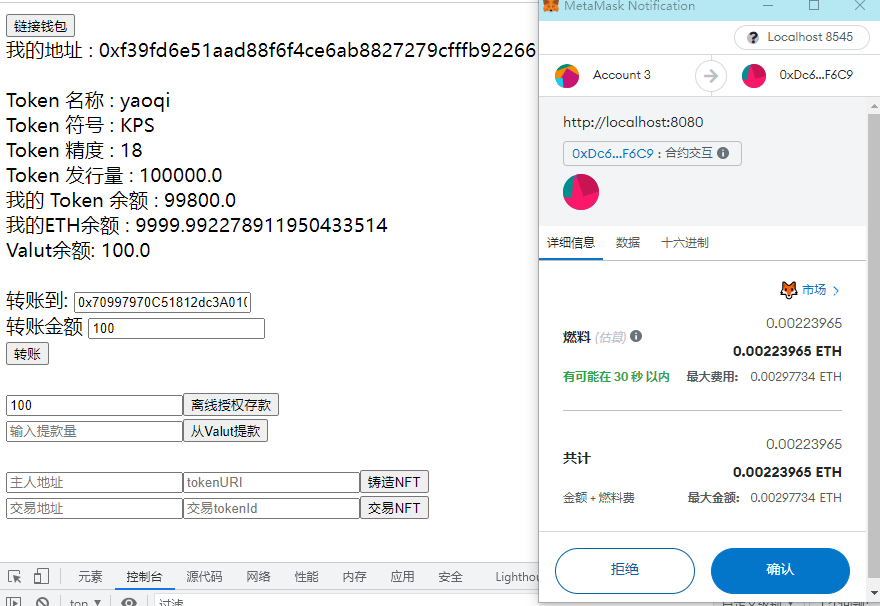 链接钱包
我的地址 : 0xf39fd6e51aad88f6f4ce6ab8827279cfffb92266
Token 名称 : yaoqi
Token 符号 : KPS
Token 精度 : 18
Token 发行量 : 100000.0
我的 Token 余额 : 99800.0
我的ETH余额 : 9999.992278911950433514
Valut余额: 100.0
转账到: 0x70997970C51812dc3A01(
转账金额 100
转账
100 离线授权存款
输入提款量 从Valut提款
主人地址 tokenURI 铸造NFT
交易地址 交易tokenId 交易NFT
元素 控制台 源代码 网络 性能 内存 应用 安全 Lighthou
top 过滤
MetaMask Notification
Localhost 8545
Account 3 0xDc6...F6C9
http://localhost:8080
0xDc6...F6C9 : 合约交互
详细信息 数据 十六进制
市场
0.00223965
燃料 (估算) 0.00223965 ETH
有可能在 30 秒 以内 最大费用: 0.00297734 ETH
0.00223965
共计 0.00223965 ETH
金额 + 燃料费 最大金额: 0.00297734 ETH
拒绝 确认